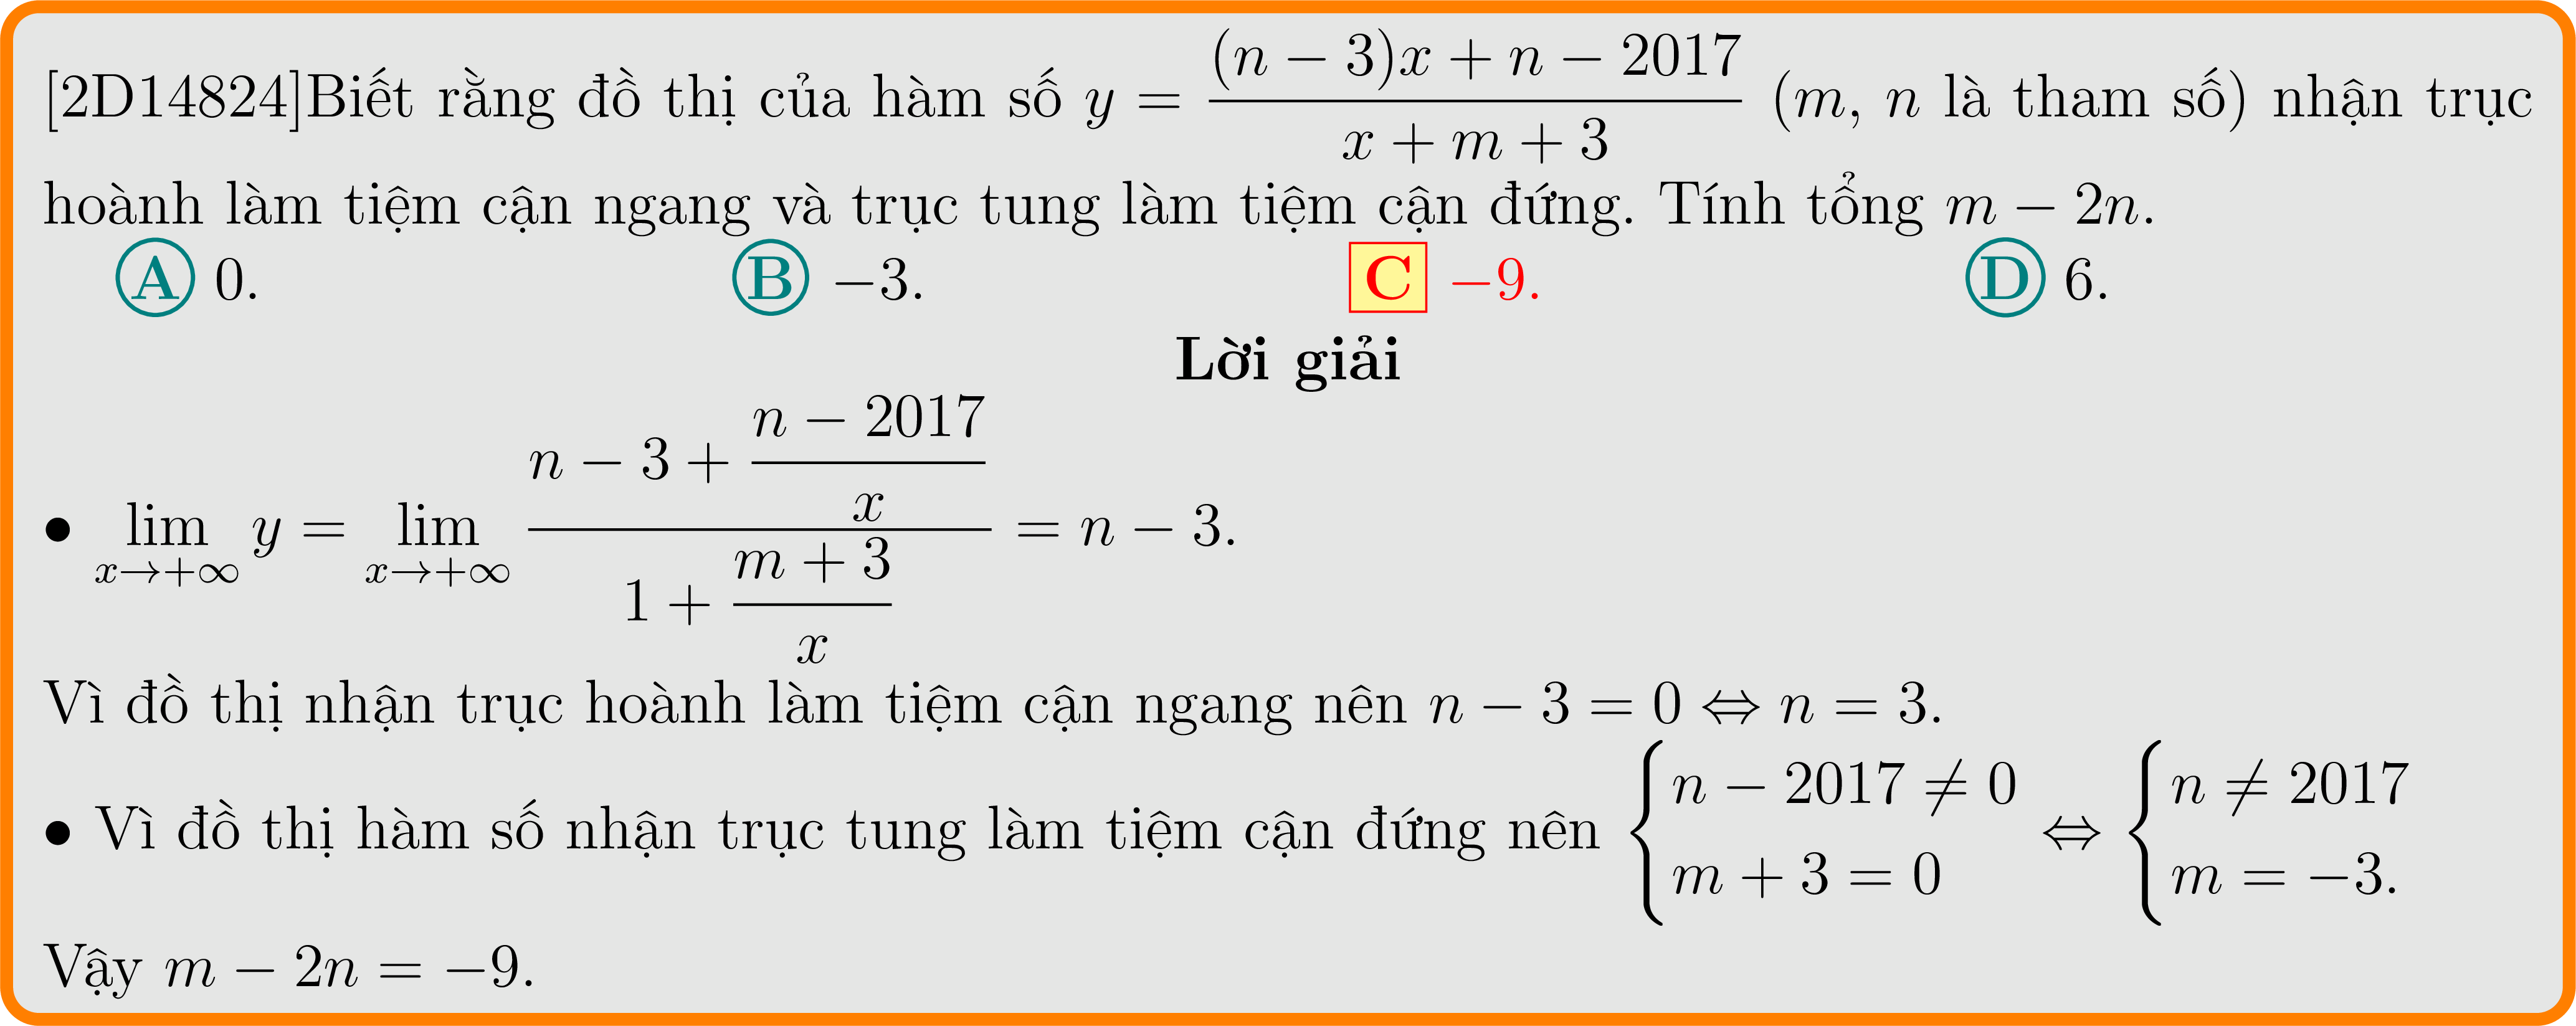 [2D14824]Biết rằng đồ thị của hàm số $y = \dfrac{(n-3)x+n-2017}{x+m+3}$ (m, n là tham số) nhận trục
hoành làm tiệm cận ngang và trục tung làm tiệm cận đứng. Tính tổng $m - 2n$.
A 0. B −3. C −9. D 6.
Lời giải
• $\lim\limits_{x\to+\infty} y = \lim\limits_{x\to+\infty} \dfrac{n-3+\dfrac{n-2017}{x}}{1+\dfrac{m+3}{x}} = n-3.$
Vì đồ thị nhận trục hoành làm tiệm cận ngang nên $n - 3 = 0 \Leftrightarrow n = 3.$
• Vì đồ thị hàm số nhận trục tung làm tiệm cận đứng nên $\begin{cases} n-2017 \neq 0 \\ m+3=0 \end{cases} \Leftrightarrow \begin{cases} n \neq 2017 \\ m=-3. \end{cases}$
Vậy $m - 2n = -9.$